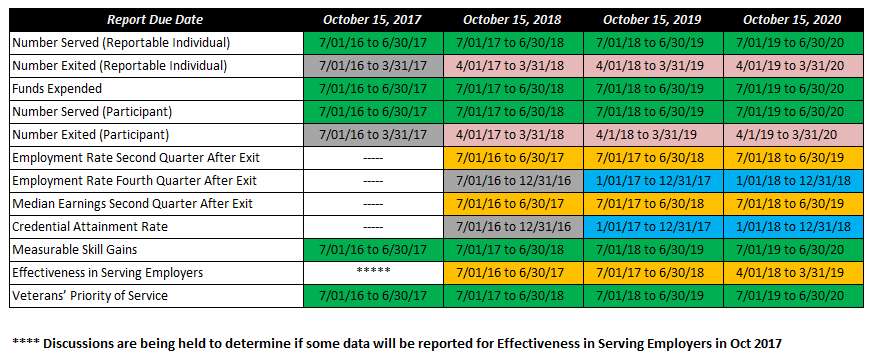 Report Due Date October 15, 2017 October 15, 2018 October 15, 2019 October 15, 2020
Number Served (Reportable Individual) 7/01/16 to 6/30/17 7/01/17 to 6/30/18 7/01/18 to 6/30/19 7/01/19 to 6/30/20
Number Exited (Reportable Individual) 7/01/16 to 3/31/17 4/01/17 to 3/31/18 4/01/18 to 3/31/19 4/01/19 to 3/31/20
Funds Expended 7/01/16 to 6/30/17 7/01/17 to 6/30/18 7/01/18 to 6/30/19 7/01/19 to 6/30/20
Number Served (Participant) 7/01/16 to 6/30/17 7/01/17 to 6/30/18 7/01/18 to 6/30/19 7/01/19 to 6/30/20
Number Exited (Participant) 7/01/16 to 3/31/17 4/01/17 to 3/31/18 4/1/18 to 3/31/19 4/1/19 to 3/31/20
Employment Rate Second Quarter After Exit ----- 7/01/16 to 6/30/17 7/01/17 to 6/30/18 7/01/18 to 6/30/19
Employment Rate Fourth Quarter After Exit ----- 7/01/16 to 12/31/16 1/01/17 to 12/31/17 1/01/18 to 12/31/18
Median Earnings Second Quarter After Exit ----- 7/01/16 to 6/30/17 7/01/17 to 6/30/18 7/01/18 to 6/30/19
Credential Attainment Rate ----- 7/01/16 to 12/31/16 1/01/17 to 12/31/17 1/01/18 to 12/31/18
Measurable Skill Gains 7/01/16 to 6/30/17 7/01/17 to 6/30/18 7/01/18 to 6/30/19 7/01/19 to 6/30/20
Effectiveness in Serving Employers ***** 7/01/16 to 6/30/17 7/01/17 to 6/30/18 4/01/18 to 3/31/19
Veterans' Priority of Service 7/01/16 to 6/30/17 7/01/17 to 6/30/18 7/01/18 to 6/30/19 7/01/19 to 6/30/20
**** Discussions are being held to determine if some data will be reported for Effectiveness in Serving Employers in Oct 2017